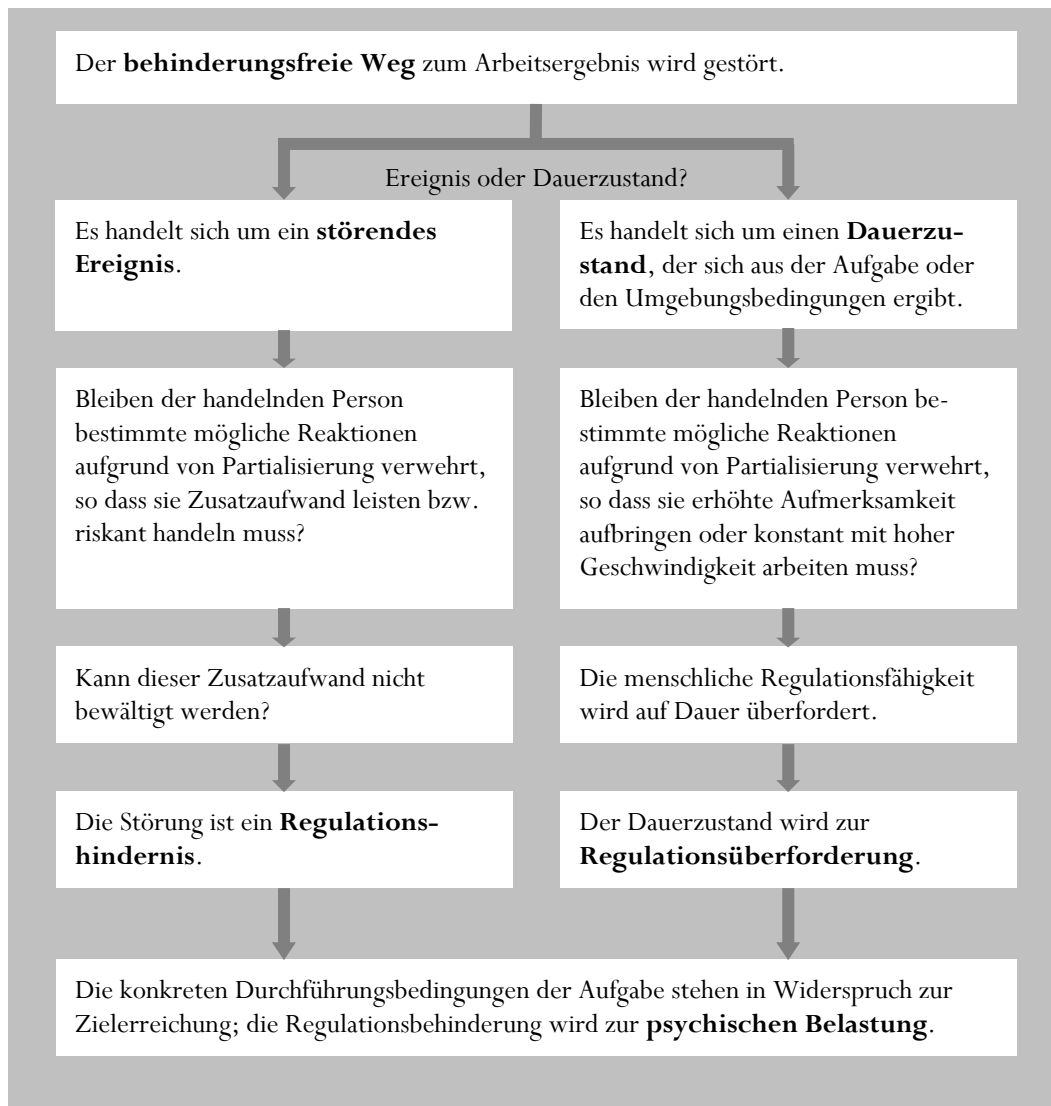 Der behinderungsfreie Weg zum Arbeitsergebnis wird gestört.
Ereignis oder Dauerzustand?
Es handelt sich um ein störendes
Ereignis.
Es handelt sich um einen Dauerzu-
stand, der sich aus der Aufgabe oder
den Umgebungsbedingungen ergibt.
Bleiben der handelnden Person
bestimmte mögliche Reaktionen
aufgrund von Partialisierung verwehrt,
so dass sie Zusatzaufwand leisten bzw.
riskant handeln muss?
Bleiben der handelnden Person be-
stimmte mögliche Reaktionen
aufgrund von Partialisierung verwehrt,
so dass sie erhöhte Aufmerksamkeit
aufbringen oder konstant mit hoher
Geschwindigkeit arbeiten muss?
Kann dieser Zusatzaufwand nicht
bewältigt werden?
Die menschliche Regulationsfähigkeit
wird auf Dauer überfordert.
Die Störung ist ein Regulations-
hindernis.
Der Dauerzustand wird zur
Regulationsüberforderung.
Die konkreten Durchführungsbedingungen der Aufgabe stehen in Widerspruch zur
Zielerreichung; die Regulationsbehinderung wird zur psychischen Belastung.